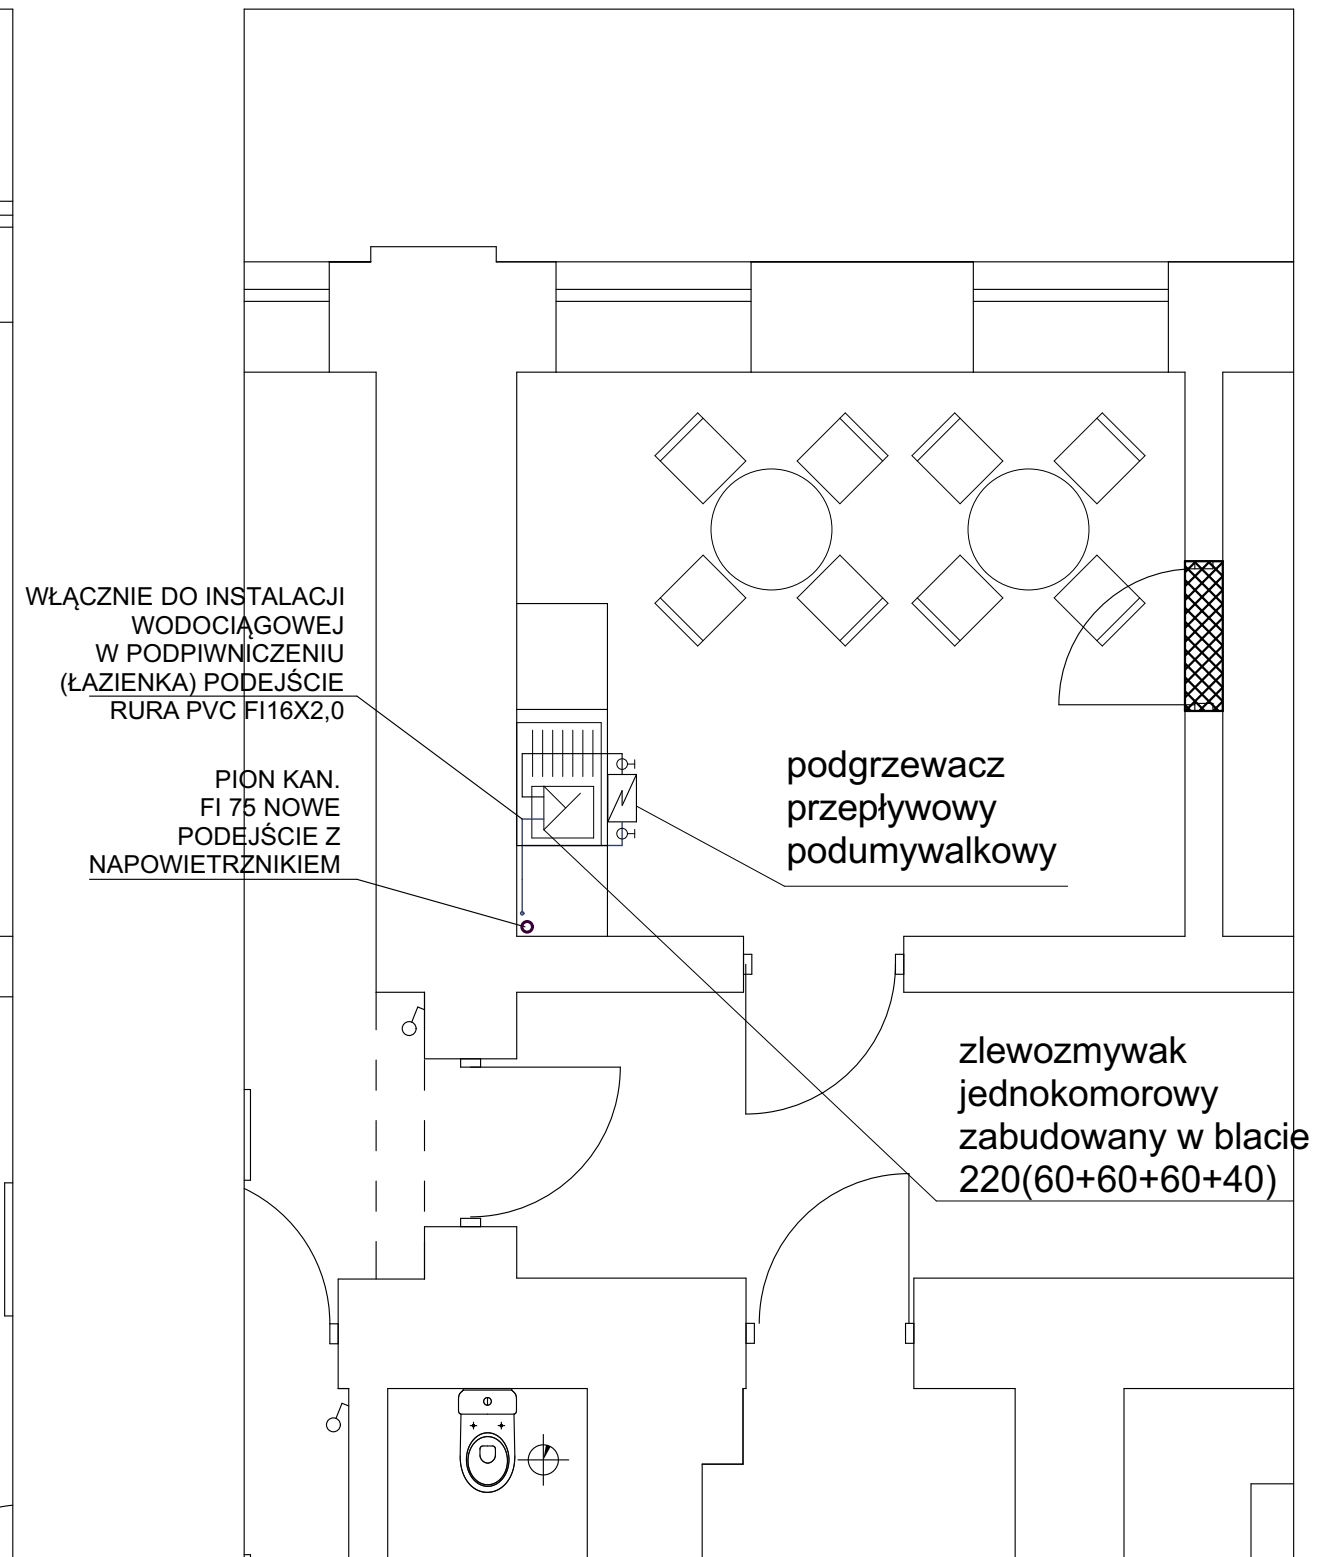 WŁĄCZNIE DO INSTALACJI
WODOCIĄGOWEJ
W PODPIWNICZENIU
(ŁAZIENKA) PODEJŚCIE
RURA PVC FI16X2,0
PION KAN.
FI 75 NOWE
PODEJŚCIE Z
NAPOWIETRZNIKIEM
podgrzewacz
przepływowy
podumywalkowy
zlewozmywak
jednokomorowy
zabudowany w blacie
220(60+60+60+40)